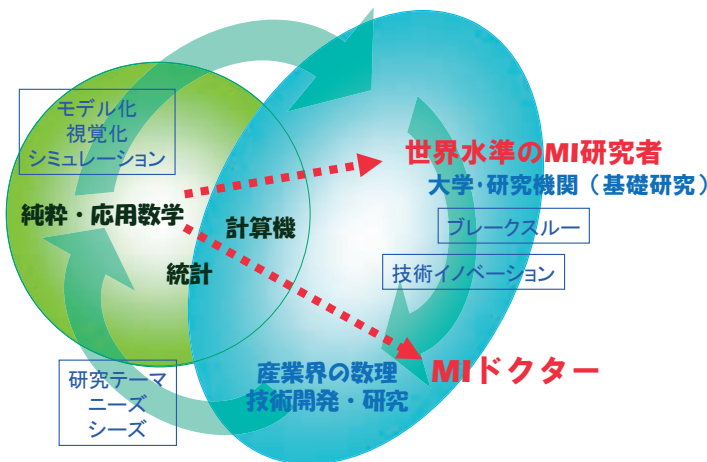 モデル化
視覚化
シミュレーション
世界水準のMI研究者
大学・研究機関（基礎研究）
純粋・応用数学
計算機
ブレークスルー
統計
技術イノベーション
研究テーマ
ニーズ
シーズ
産業界の数理
技術開発・研究
MIドクター